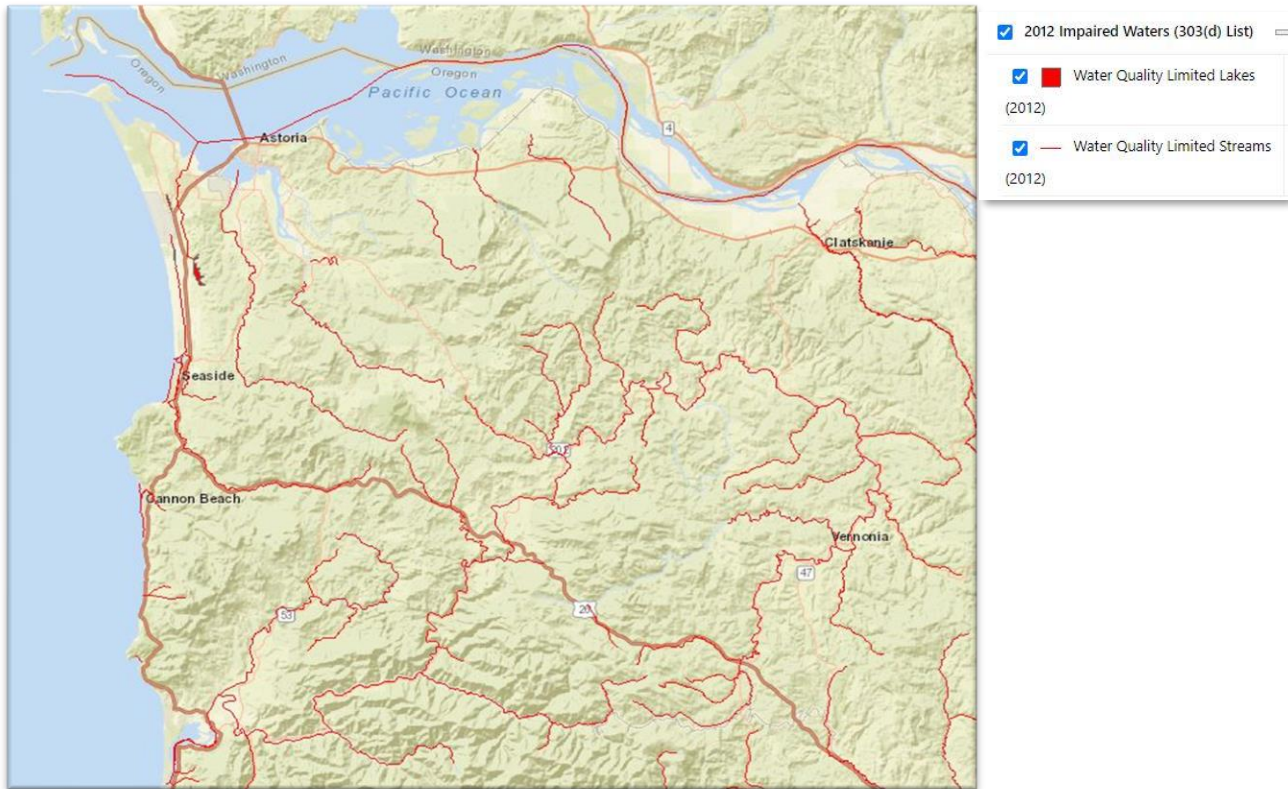 Washington
Oregon
Washington
Washington
Oregon
Pacific Ocean
4
Astoria
Clatskanie
Seaside
Cannon Beach
Vernonia
47
53
26
2012 Impaired Waters (303(d) List)
Water Quality Limited Lakes
(2012)
Water Quality Limited Streams
(2012)